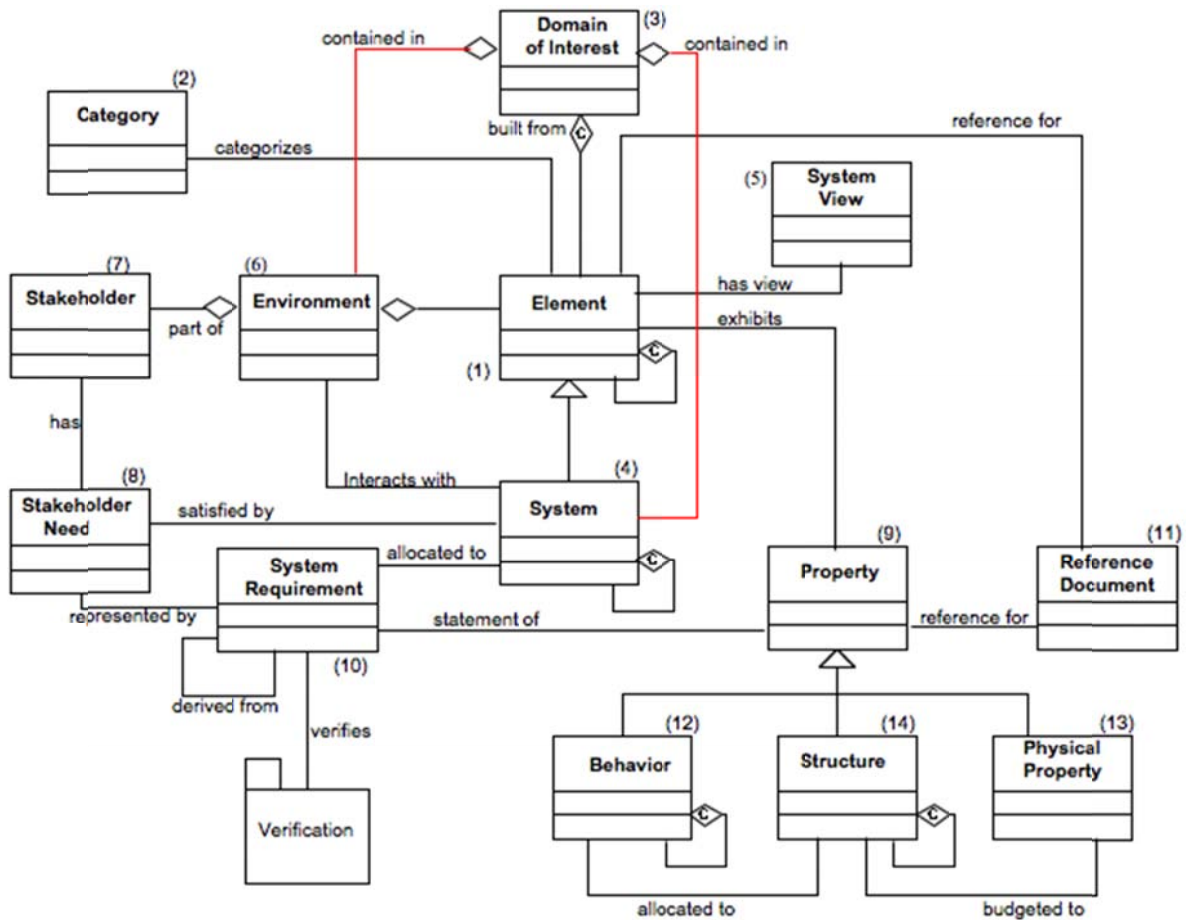 Domain
of Interest
(3)
contained in
contained in
(2)
Category
built from
C
reference for
categorizes
(5)
System
View
(7)
Stakeholder
(6)
Environment
Element
has view
part of
exhibits
C
(1)
has
(8)
Stakeholder
Need
Interacts with
(4)
System
satisfied by
allocated to
C
System
Requirement
(9)
Property
(11)
Reference
Document
represented by
statement of
reference for
(10)
derived from
verifies
(12)
Behavior
(14)
Structure
(13)
Physical
Property
C
C
Verification
allocated to
budgeted to